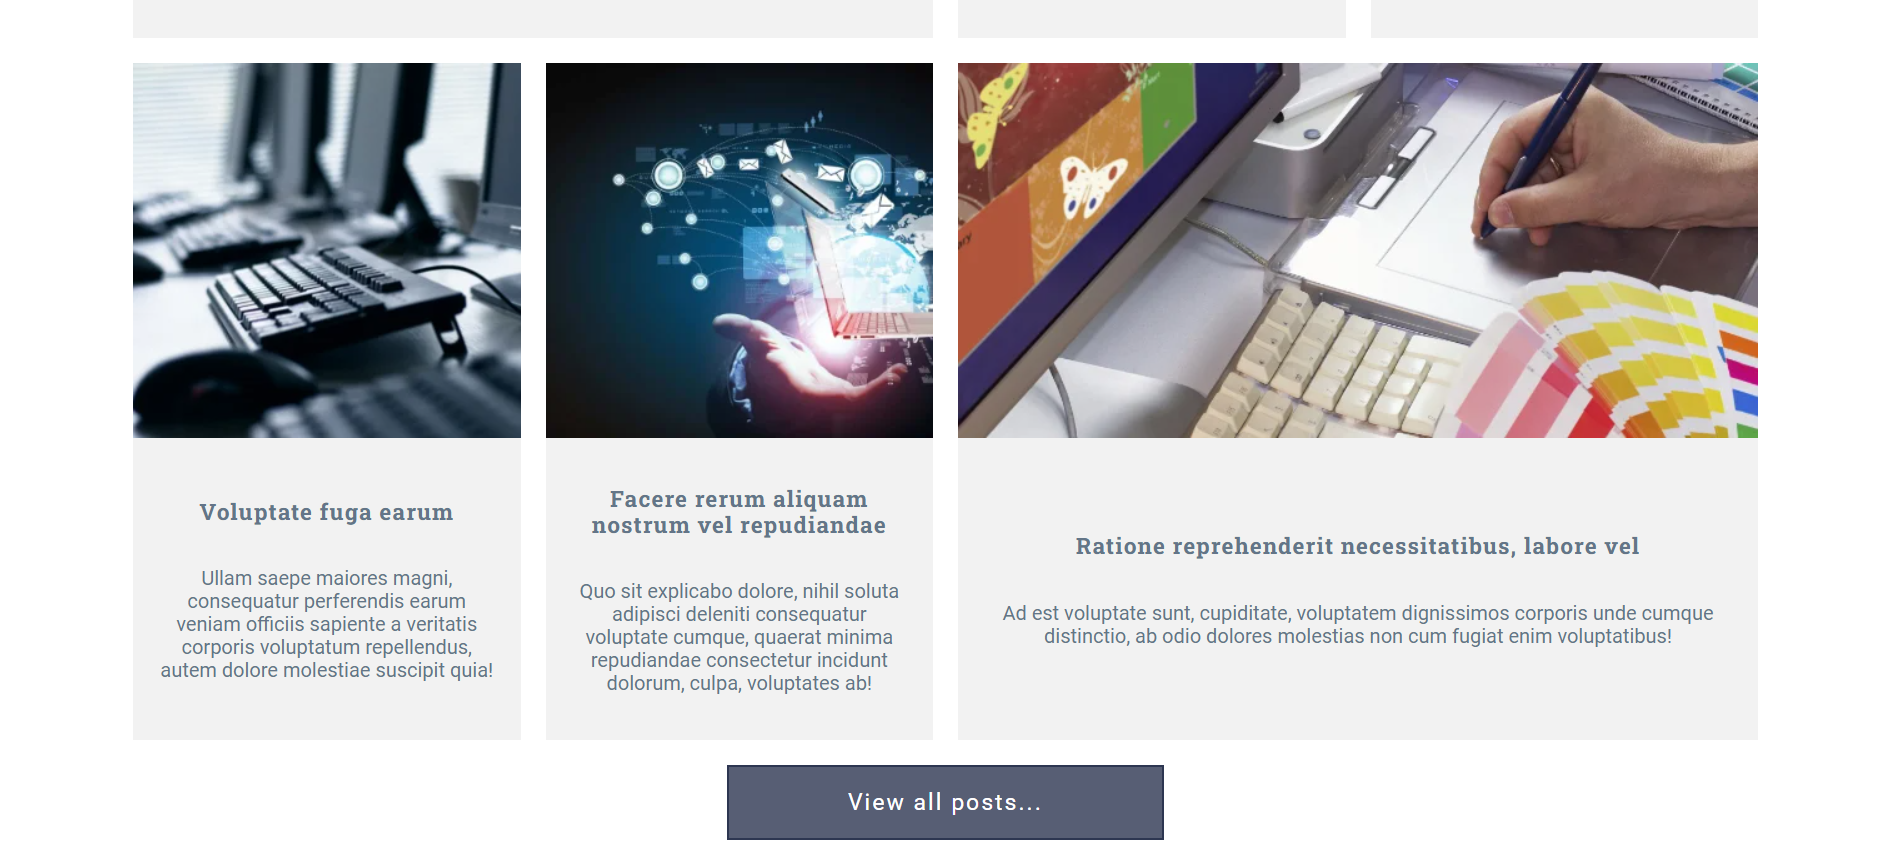 Voluptate fuga earum
Ullam saepe maiores magni,
consequatur perferendis earum
veniam officiis sapiente a veritatis
corporis voluptatum repellendus,
autem dolore molestiae suscipit quia!
Facere rerum aliquam
nostrum vel repudiandae
Quo sit explicabo dolore, nihil soluta
adipisci deleniti consequatur
voluptate cumque, quaerat minima
repudiandae consectetur incidunt
dolorum, culpa, voluptates ab!
Ratione reprehenderit necessitatibus, labore vel
Ad est voluptate sunt, cupiditate, voluptatem dignissimos corporis unde cumque
distinctio, ab odio dolores molestias non cum fugiat enim voluptatibus!
View all posts...